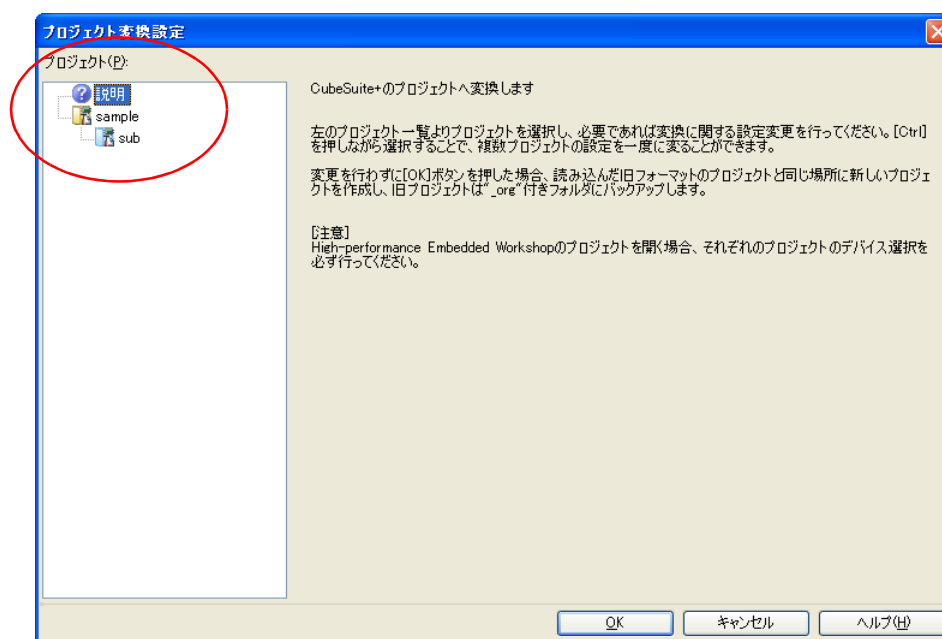 プロジェクト変換設定
プロジェクト(P):
説明
sample
sub
CubeSuite+のプロジェクトへ変換します
左のプロジェクト一覧よりプロジェクトを選択し、必要であれば変換に関する設定変更を行ってください。[Ctrl]
を押しながら選択することで、複数プロジェクトの設定を一度に変ることができます。
変更を行わずに[OK]ボタンを押した場合、読み込んだ旧フォーマットのプロジェクトと同じ場所に新しいプロジェ
クトを作成し、旧プロジェクトは"_org"付きフォルダにバックアップします。
[注意]
High-performance Embedded Workshopのプロジェクトを開く場合、それぞれのプロジェクトのデバイス選択を
必ず行ってください。
OK
キャンセル
ヘルプ(H)